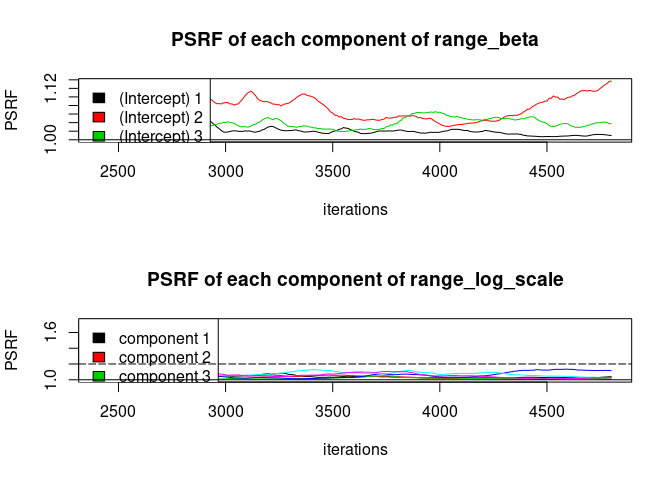 PSRF of each component of range_beta
PSRF
1.12
1.00
(Intercept) 1
(Intercept) 2
(Intercept) 3
2500 3000 3500 4000 4500
iterations
PSRF of each component of range_log_scale
PSRF
1.6
1.0
component 1
component 2
component 3
2500 3000 3500 4000 4500
iterations